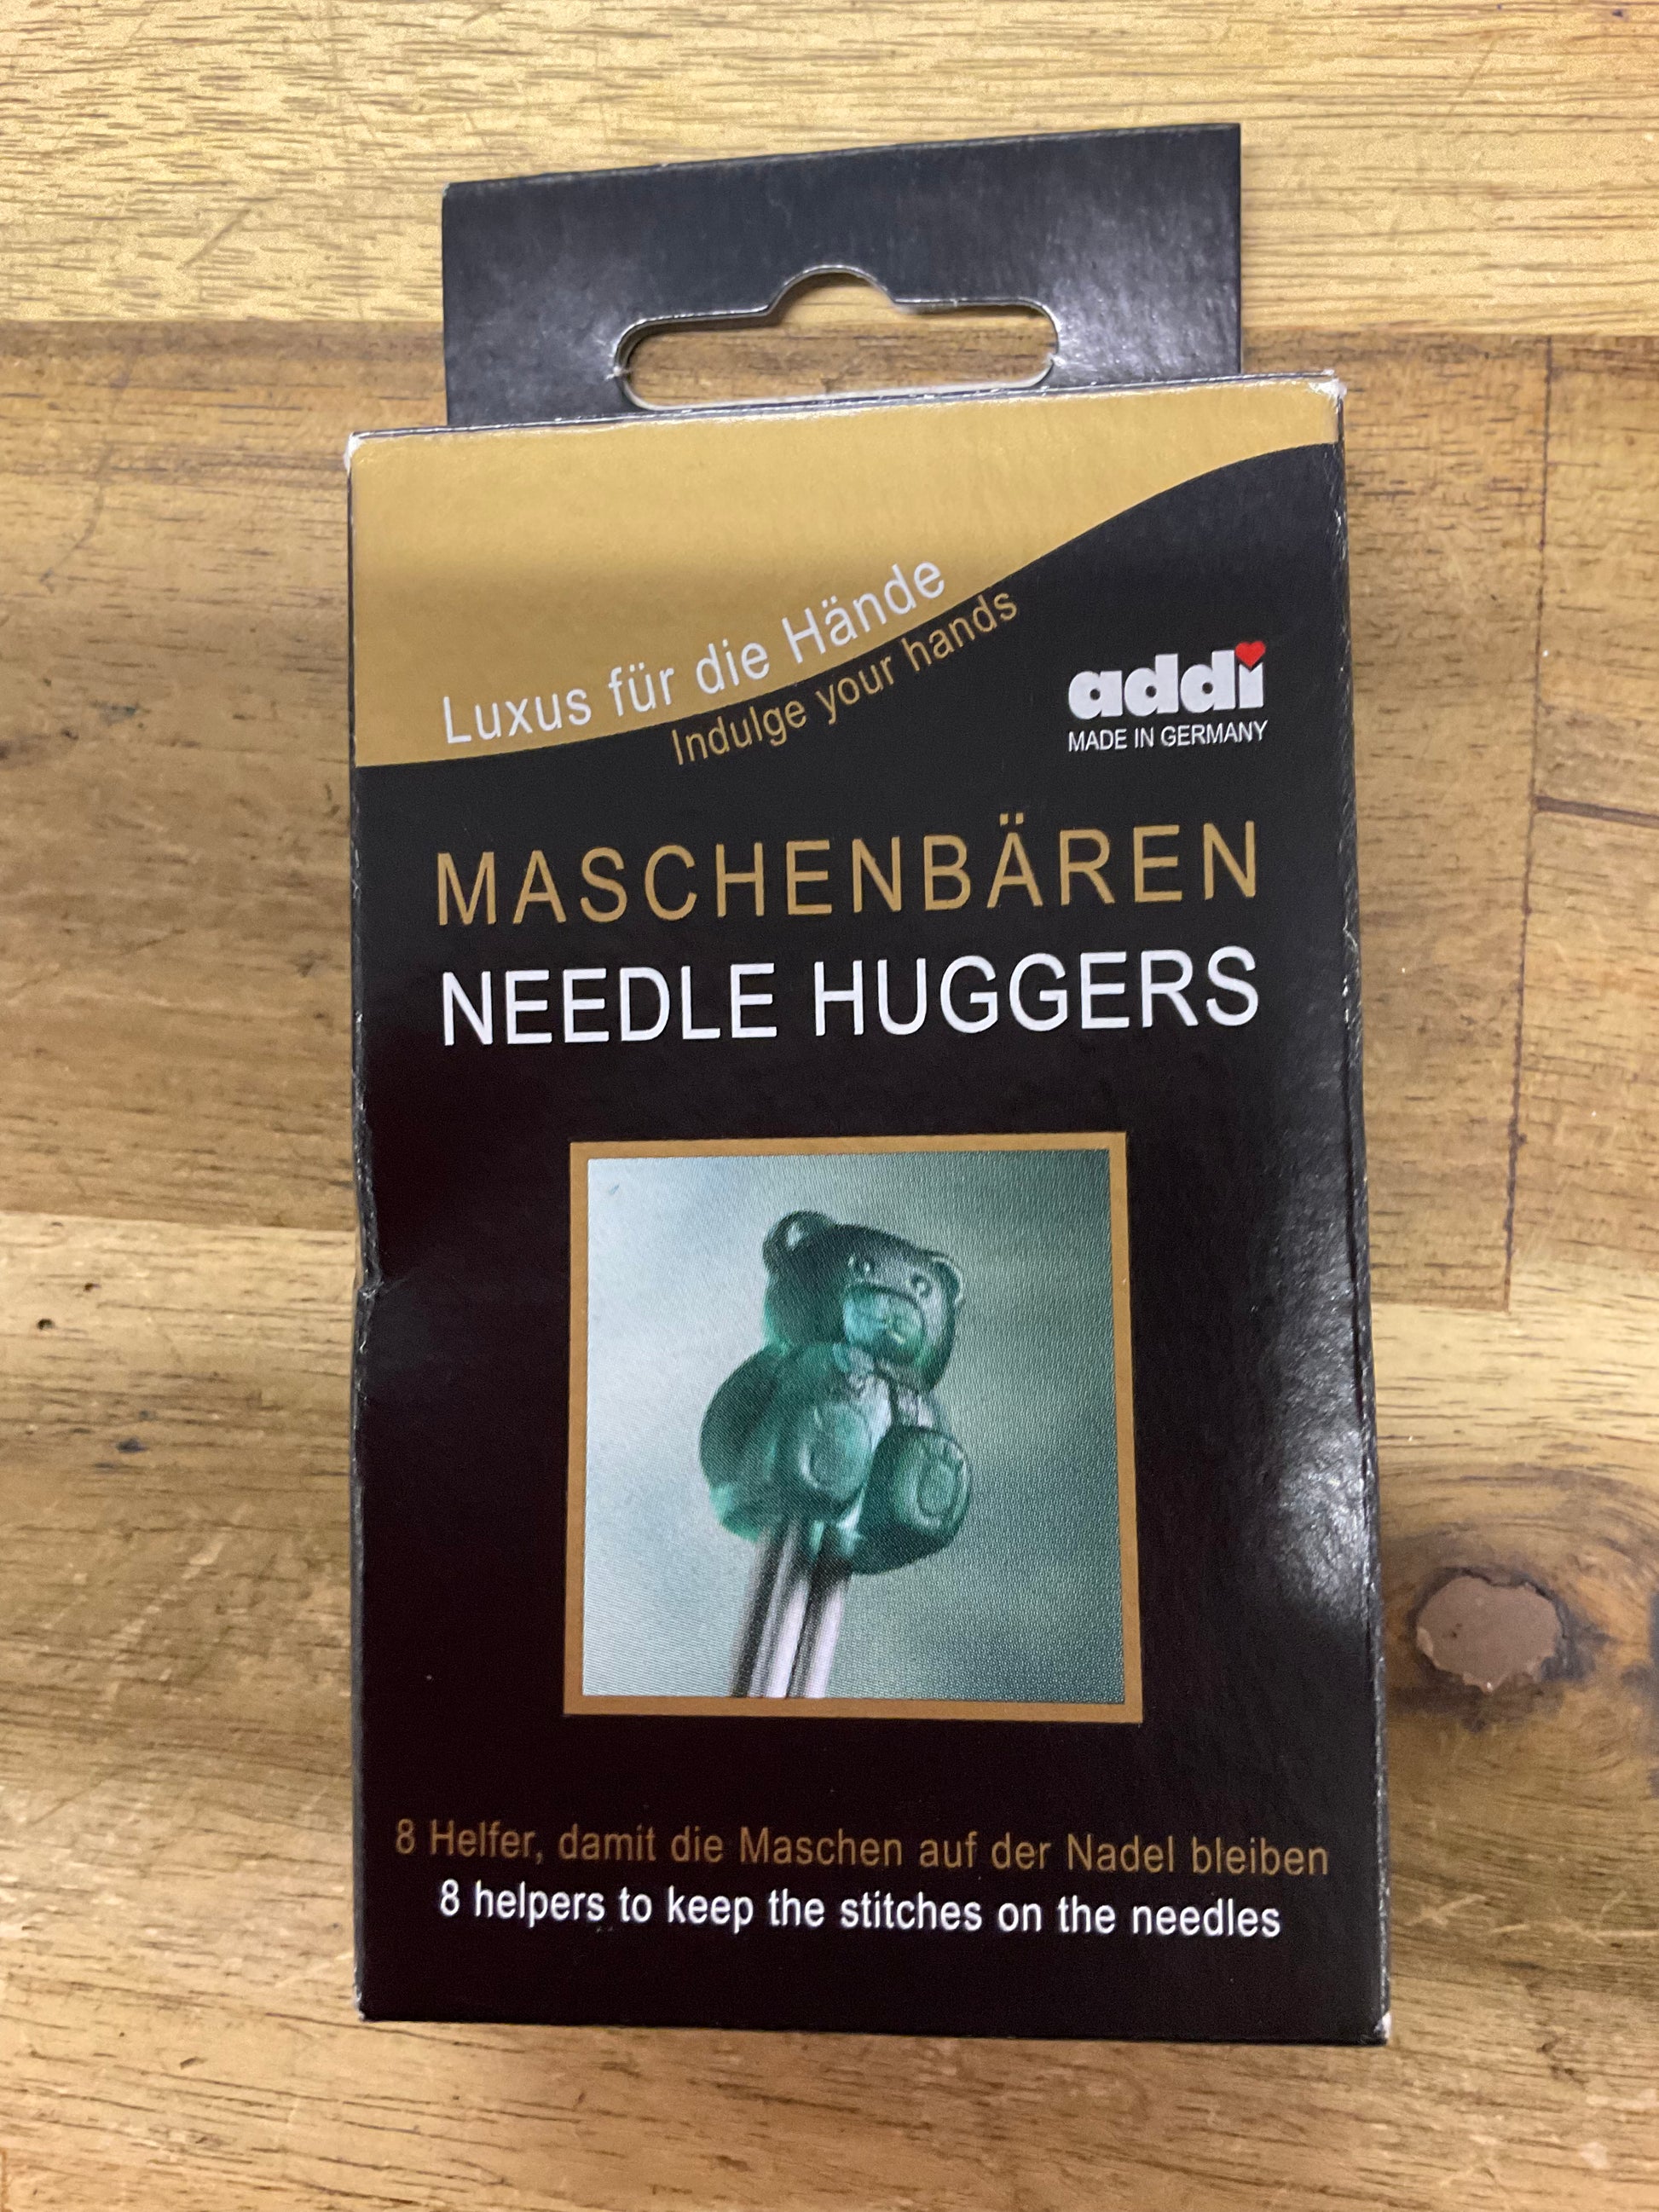 Luxus für die Hände
Indulge your hands
addi
MADE IN GERMANY
MASCHENBÄREN
NEEDLE HUGGERS
8 Helfer, damit die Maschen auf der Nadel bleiben
8 helpers to keep the stitches on the needles